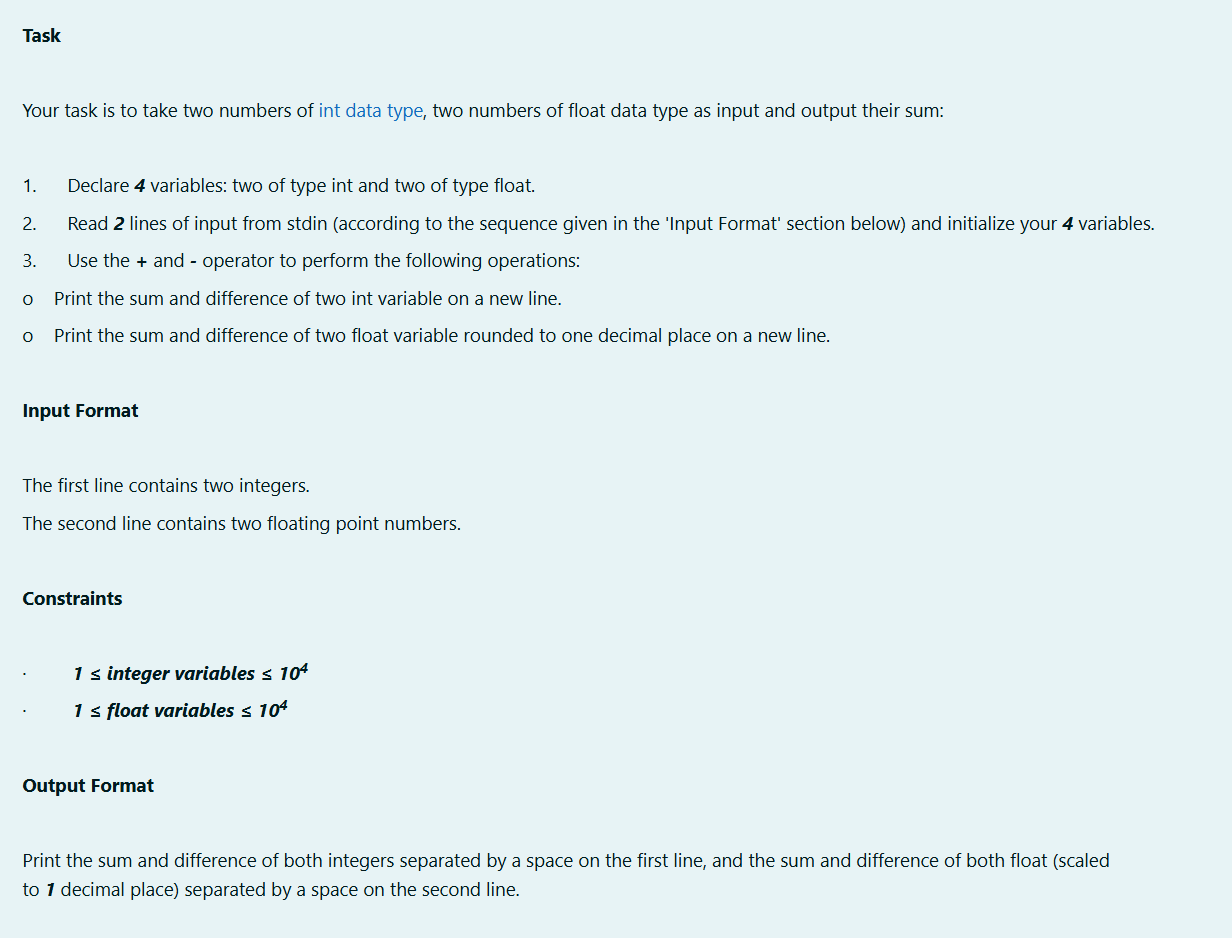 Task
Your task is to take two numbers of int data type, two numbers of float data type as input and output their sum:
1. Declare 4 variables: two of type int and two of type float.
2. Read 2 lines of input from stdin (according to the sequence given in the 'Input Format' section below) and initialize your 4 variables.
3. Use the + and - operator to perform the following operations:
o Print the sum and difference of two int variable on a new line.
o Print the sum and difference of two float variable rounded to one decimal place on a new line.
Input Format
The first line contains two integers.
The second line contains two floating point numbers.
Constraints
· 1 ≤ integer variables ≤ 10⁴
· 1 ≤ float variables ≤ 10⁴
Output Format
Print the sum and difference of both integers separated by a space on the first line, and the sum and difference of both float (scaled
to 1 decimal place) separated by a space on the second line.